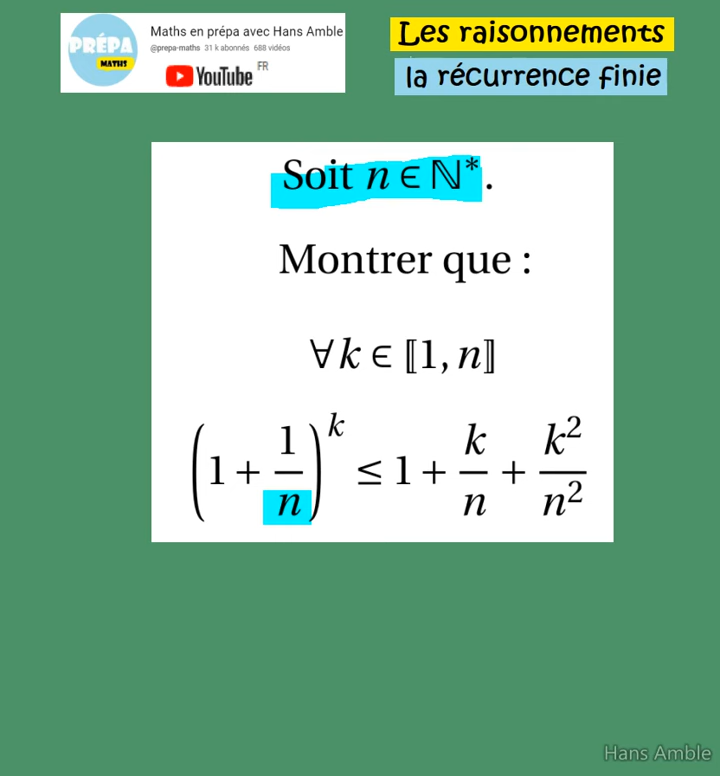 PRÉPA
MATHS
Maths en prépa avec Hans Amble
@prepa-maths 31 k abonnés 688 vidéos
YouTube FR
Les raisonnements
la récurrence finie
Soit n ∈ ℕ*.
Montrer que :
∀k ∈ ⟦1, n⟧
(1 + 1/n)^k ≤ 1 + k/n + k²/n²
Hans Amble